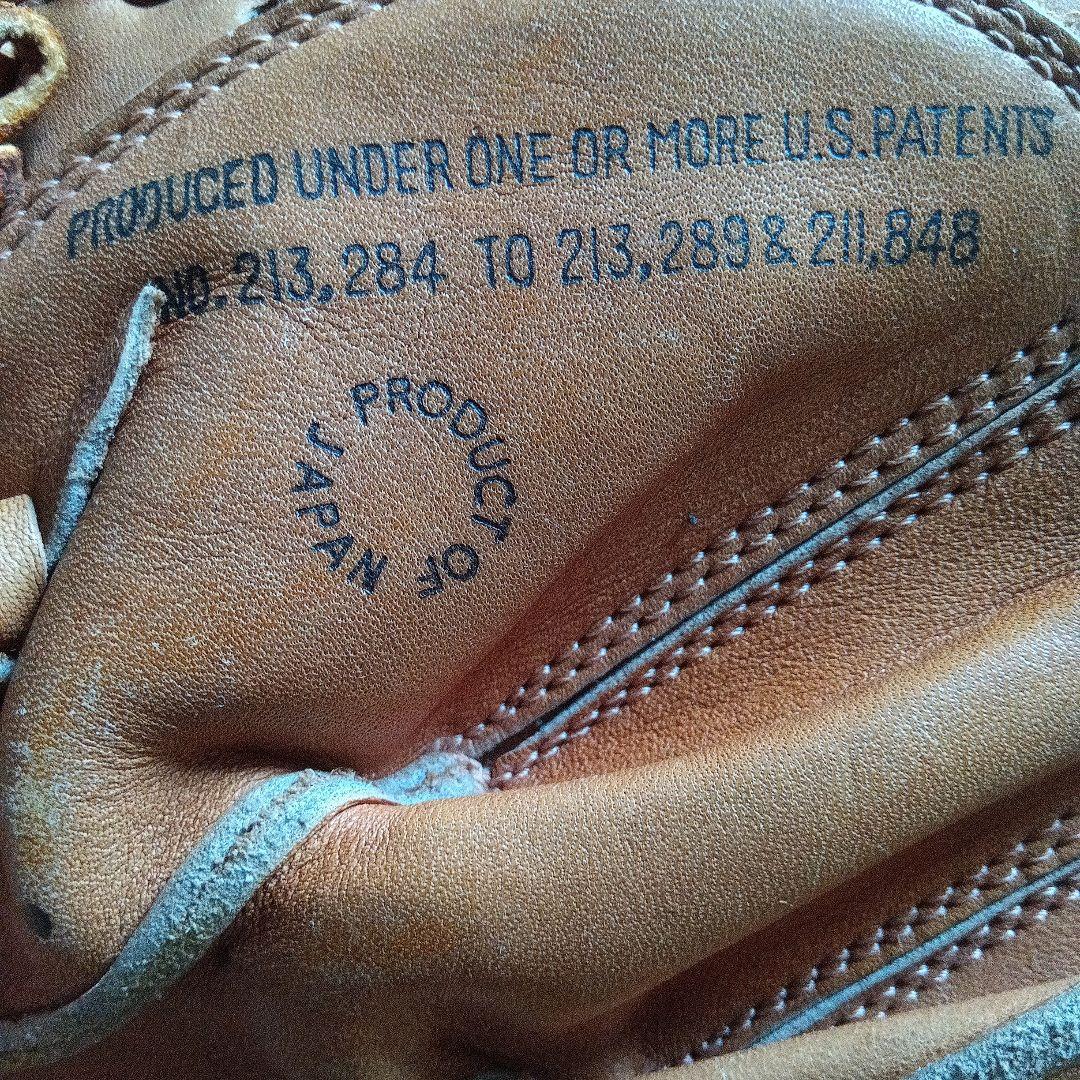 PRODUCED UNDER ONE OR MORE U.S. PATENTS
NO. 213,284 TO 213,289 & 211,848
PRODUCT OF JAPAN